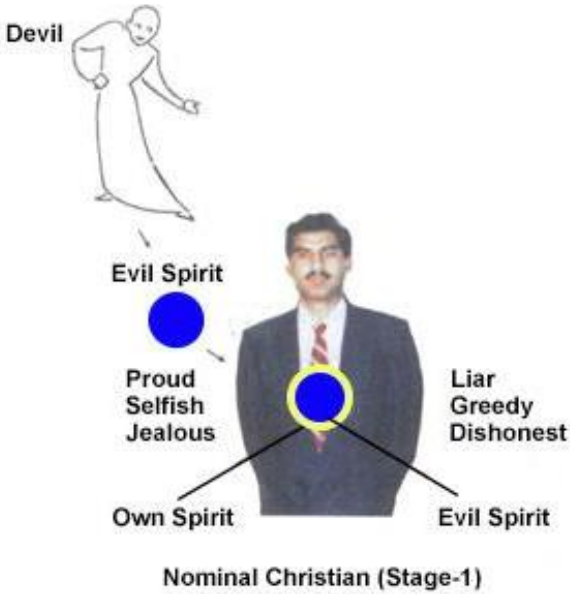 Devil
Evil Spirit
Proud
Selfish
Jealous
Liar
Greedy
Dishonest
Own Spirit
Evil Spirit
Nominal Christian (Stage-1)